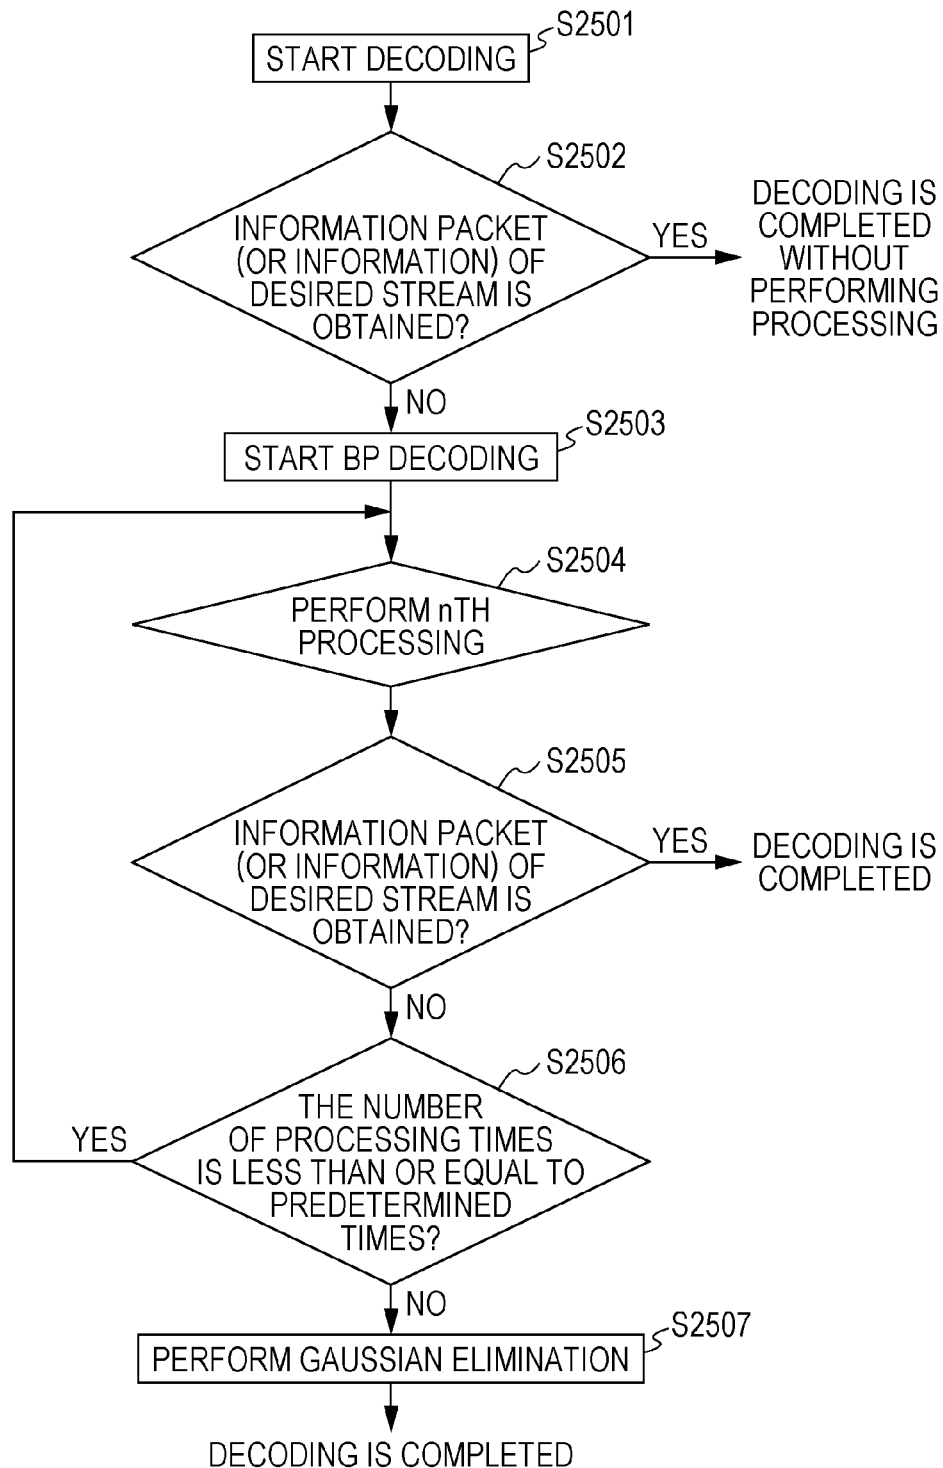 S2501
START DECODING
S2502
INFORMATION PACKET
(OR INFORMATION) OF
DESIRED STREAM IS
OBTAINED?
YES
DECODING IS
COMPLETED
WITHOUT
PERFORMING
PROCESSING
NO
S2503
START BP DECODING
S2504
PERFORM nTH
PROCESSING
S2505
INFORMATION PACKET
(OR INFORMATION) OF
DESIRED STREAM IS
OBTAINED?
YES
DECODING IS
COMPLETED
NO
S2506
THE NUMBER
OF PROCESSING TIMES
IS LESS THAN OR EQUAL TO
PREDETERMINED
TIMES?
YES
NO
S2507
PERFORM GAUSSIAN ELIMINATION
DECODING IS COMPLETED